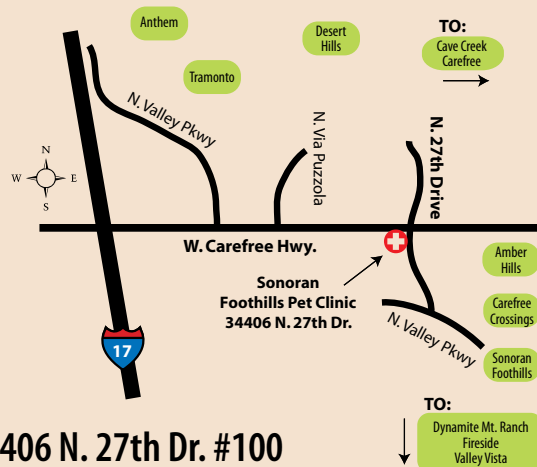 Anthem
Tramonto
Desert
Hills
TO:
Cave Creek
Carefree
N. Valley Pkwy
N. Via Puzzola
N. 27th Drive
N
W
E
S
W. Carefree Hwy.
Sonoran
Foothills Pet Clinic
34406 N. 27th Dr.
Amber
Hills
Carefree
Crossings
Sonoran
Foothills
N. Valley Pkwy
17
TO:
Dynamite Mt. Ranch
Fireside
Valley Vista
406 N. 27th Dr. #100